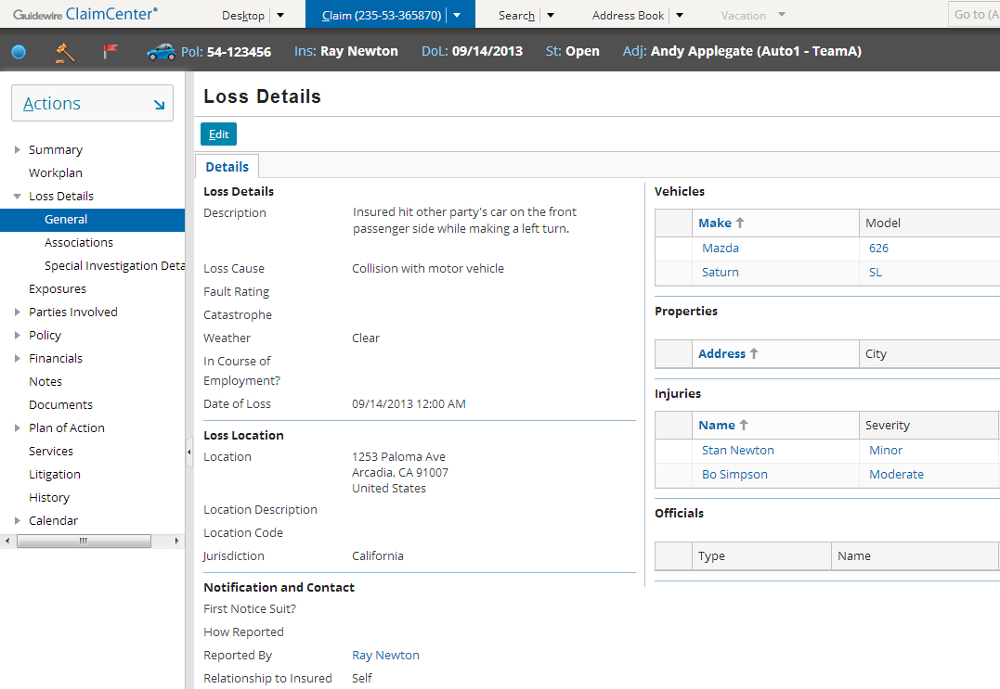 Guidewire ClaimCenter® Desktop Claim (235-53-365870) Search Address Book Vacation Go to (A
Pol: 54-123456 Ins: Ray Newton DoL: 09/14/2013 St: Open Adj: Andy Applegate (Auto1 - TeamA)
Actions
Summary
Workplan
Loss Details
General
Associations
Special Investigation Deta
Exposures
Parties Involved
Policy
Financials
Notes
Documents
Plan of Action
Services
Litigation
History
Calendar
Loss Details
Edit
Details
Loss Details
Description Insured hit other party's car on the front
passenger side while making a left turn.
Loss Cause Collision with motor vehicle
Fault Rating
Catastrophe
Weather Clear
In Course of
Employment?
Date of Loss 09/14/2013 12:00 AM
Loss Location
Location 1253 Paloma Ave
Arcadia, CA 91007
United States
Location Description
Location Code
Jurisdiction California
Notification and Contact
First Notice Suit?
How Reported
Reported By Ray Newton
Relationship to Insured Self
Vehicles
Make Model
Mazda 626
Saturn SL
Properties
Address City
Injuries
Name Severity
Stan Newton Minor
Bo Simpson Moderate
Officials
Type Name